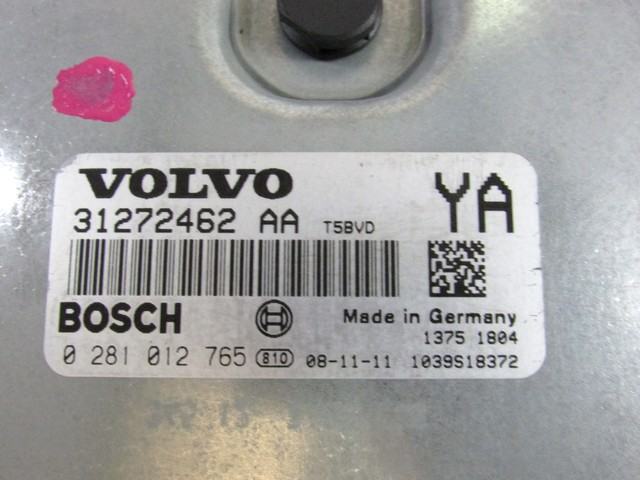 VOLVO
YA
31272462 AA T5BVD
BOSCH
Made in Germany
1375 1804
0 281 012 765 810 08-11-11 1039S18372